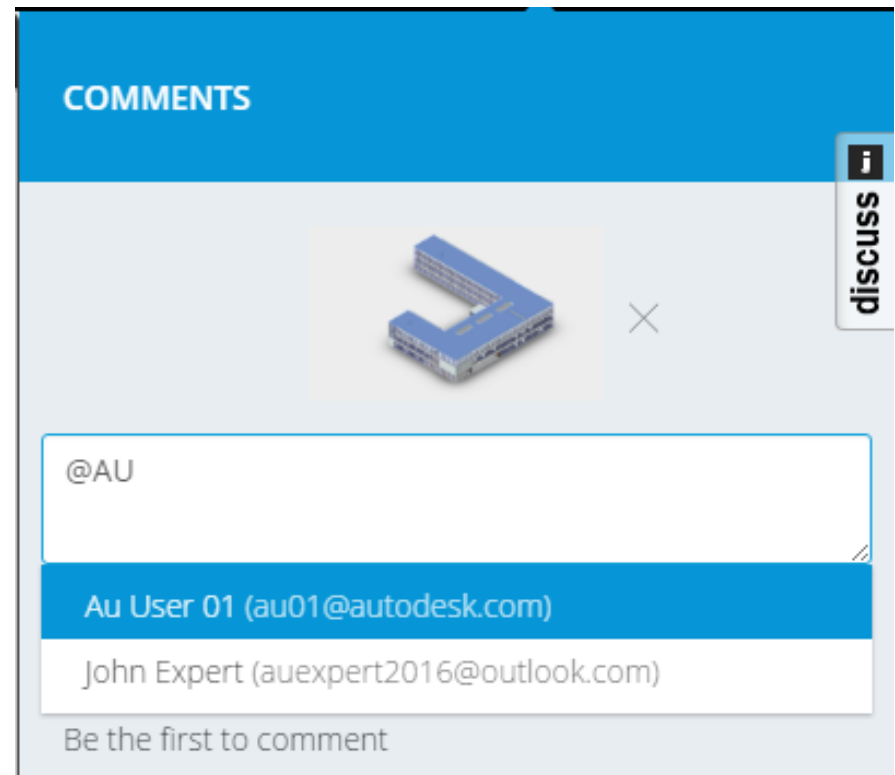 COMMENTS
j
discuss
@AU
Au User 01 (au01@autodesk.com)
John Expert (auexpert2016@outlook.com)
Be the first to comment